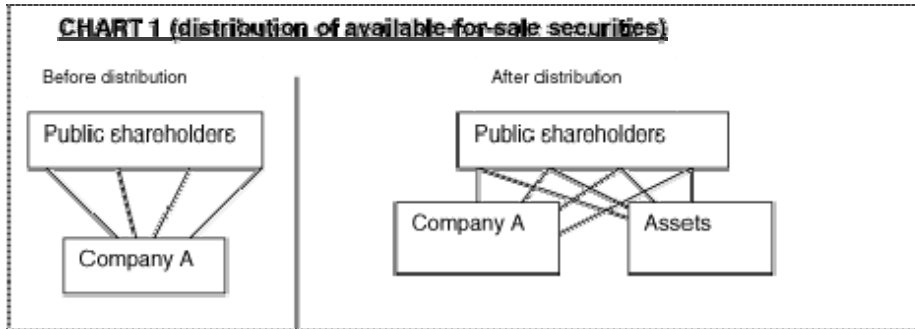 CHART 1 (distribution of available-for-sale securities)
Before distribution
After distribution
Public shareholders
Public shareholders
Company A
Assets
Company A